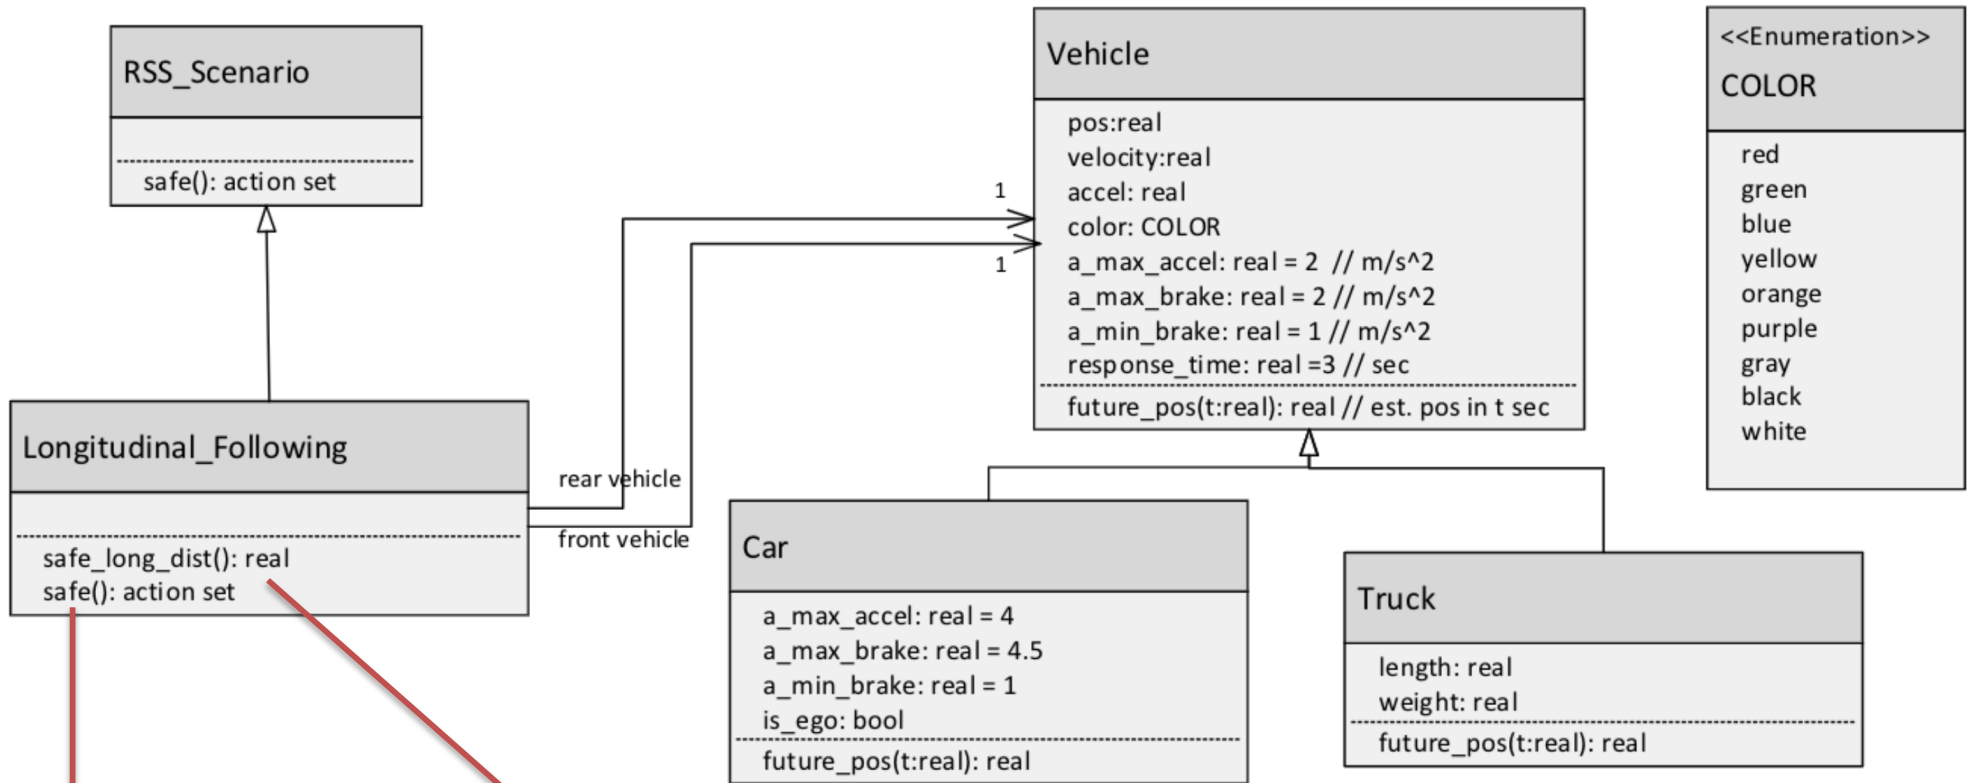 RSS_Scenario
safe(): action set
Longitudinal_Following
safe_long_dist(): real
safe(): action set
rear vehicle
front vehicle
1
1
Vehicle
pos:real
velocity:real
accel: real
color: COLOR
a_max_accel: real = 2  // m/s^2
a_max_brake: real = 2 // m/s^2
a_min_brake: real = 1 // m/s^2
response_time: real =3 // sec
future_pos(t:real): real // est. pos in t sec
Car
a_max_accel: real = 4
a_max_brake: real = 4.5
a_min_brake: real = 1
is_ego: bool
future_pos(t:real): real
Truck
length: real
weight: real
future_pos(t:real): real
<<Enumeration>>
COLOR
red
green
blue
yellow
orange
purple
gray
black
white